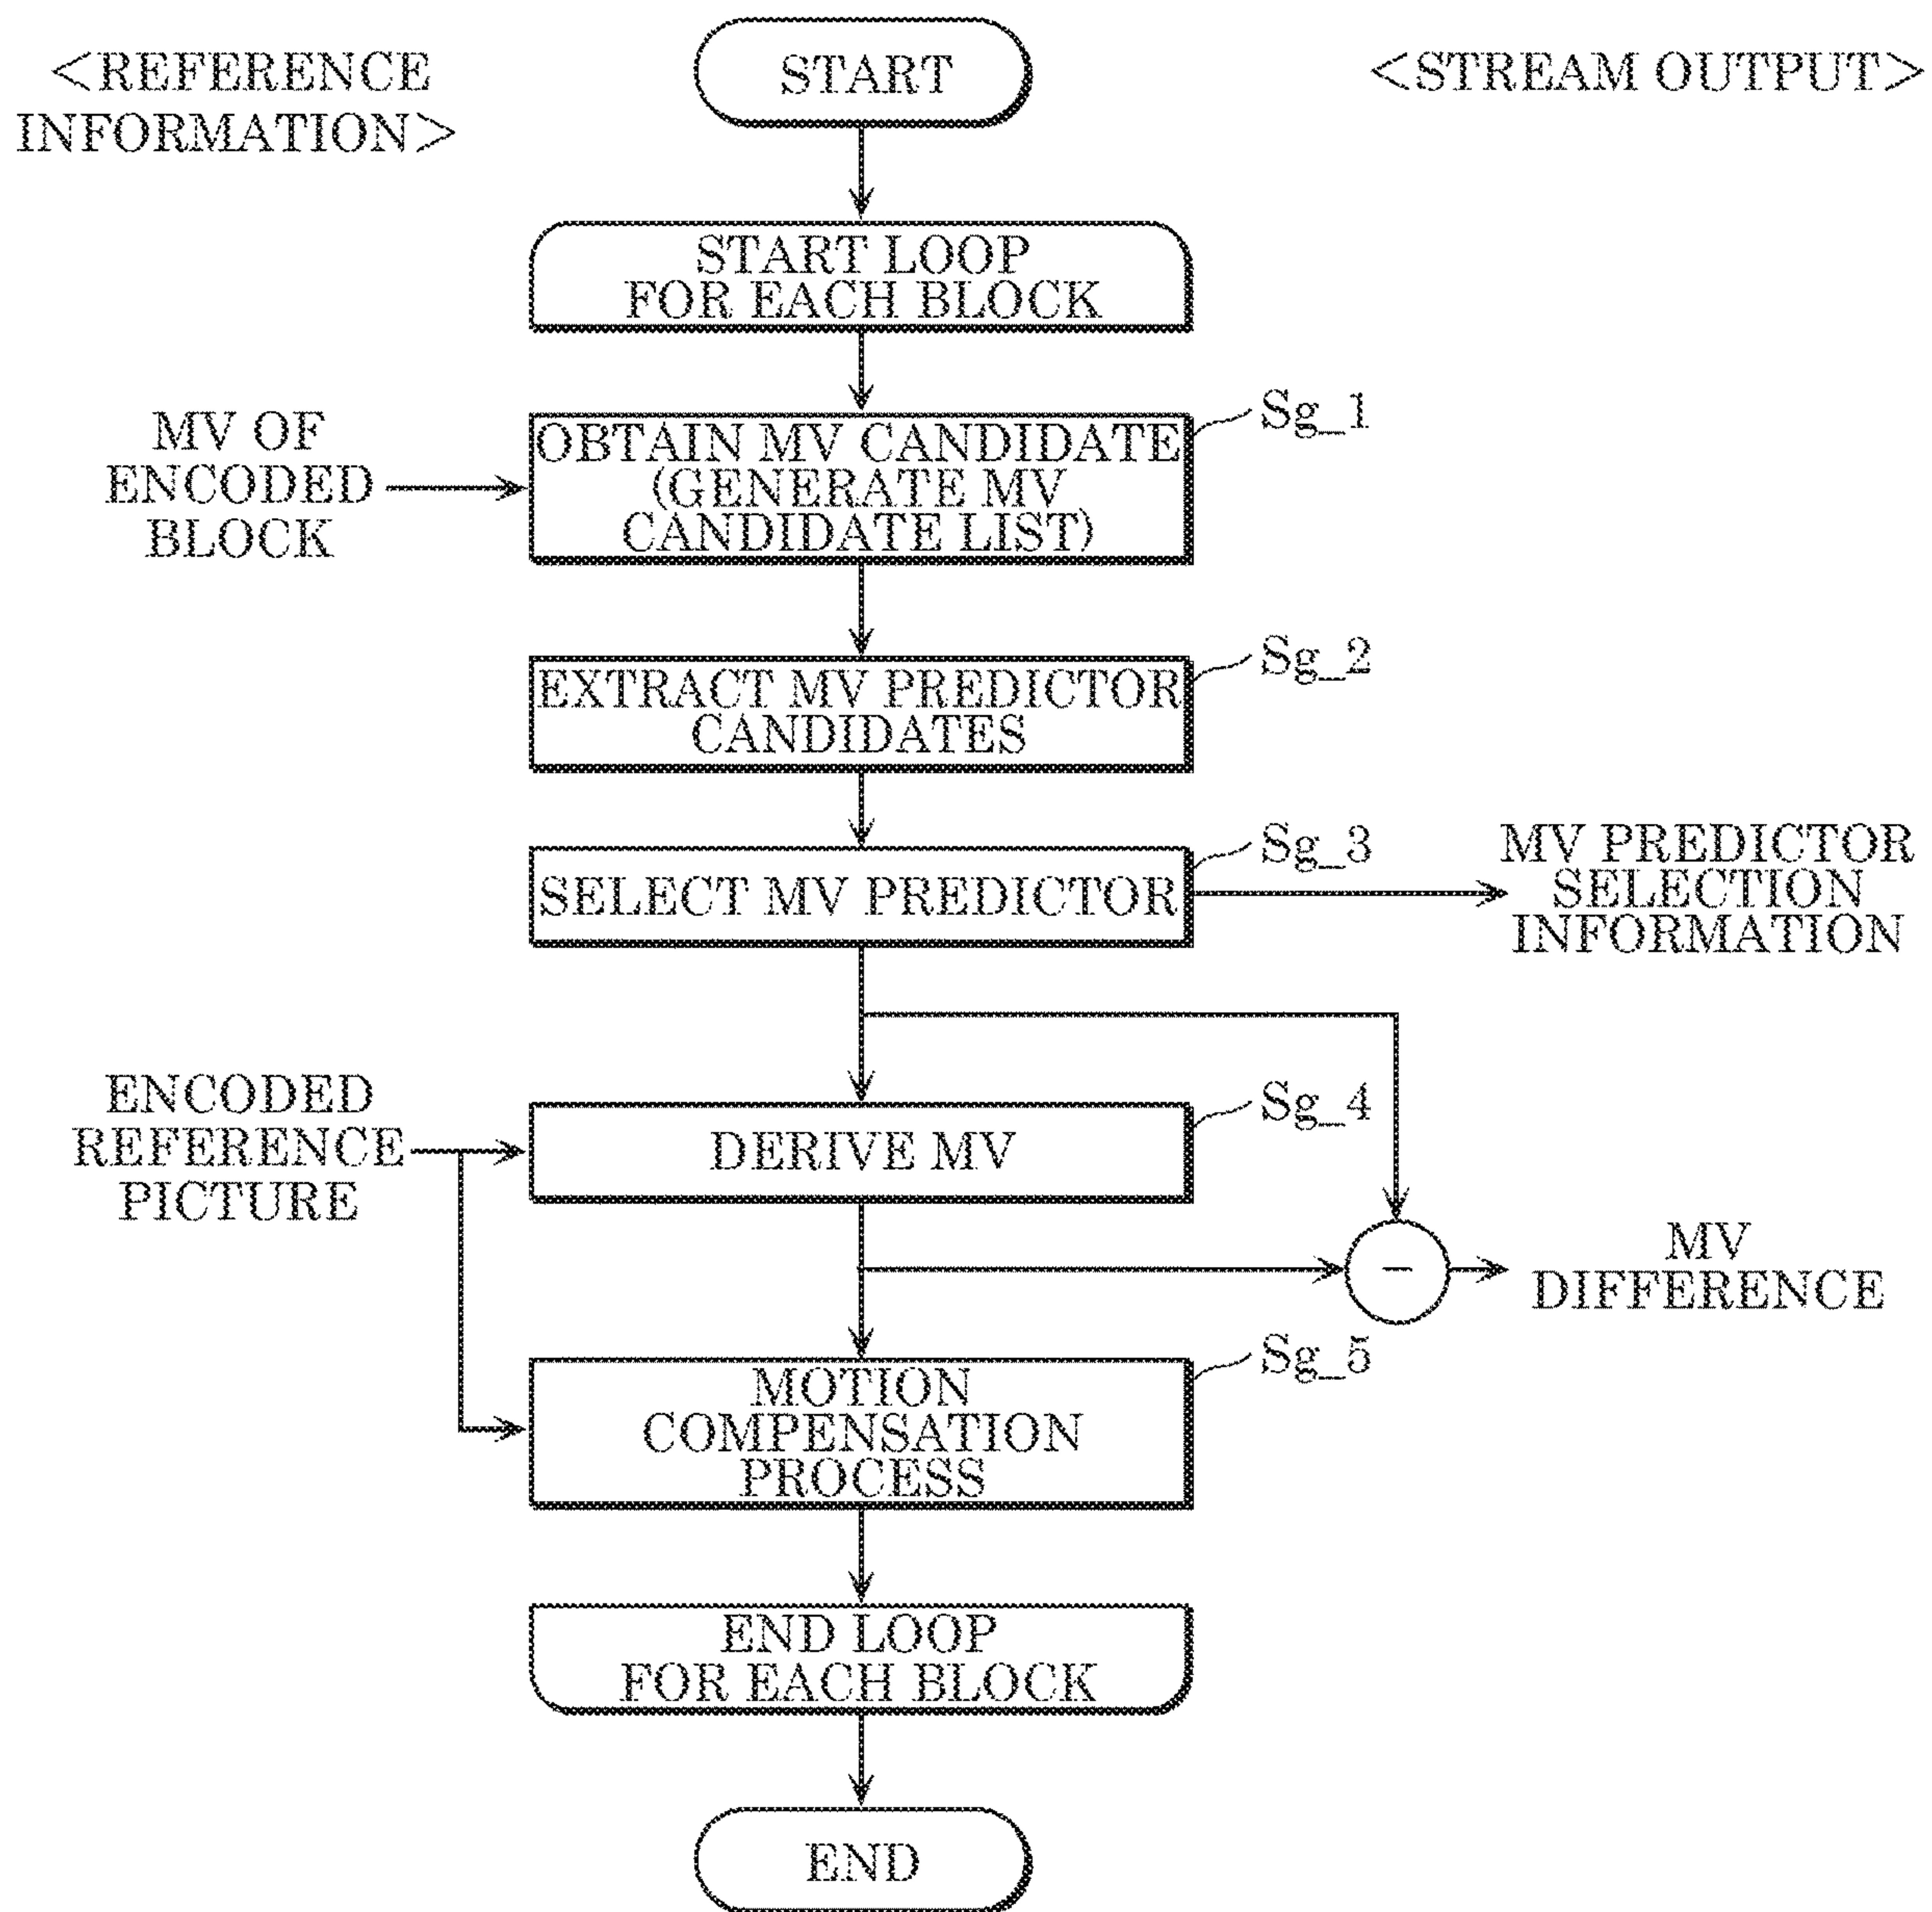 <REFERENCE
INFORMATION>
START
<STREAM OUTPUT>
START LOOP
FOR EACH BLOCK
MV OF
ENCODED
BLOCK
OBTAIN MV CANDIDATE
(GENERATE MV
CANDIDATE LIST)
Sg_1
EXTRACT MV PREDICTOR
CANDIDATES
Sg_2
SELECT MV PREDICTOR
Sg_3
MV PREDICTOR
SELECTION
INFORMATION
ENCODED
REFERENCE
PICTURE
DERIVE MV
Sg_4
−
MV
DIFFERENCE
MOTION
COMPENSATION
PROCESS
Sg_5
END LOOP
FOR EACH BLOCK
END